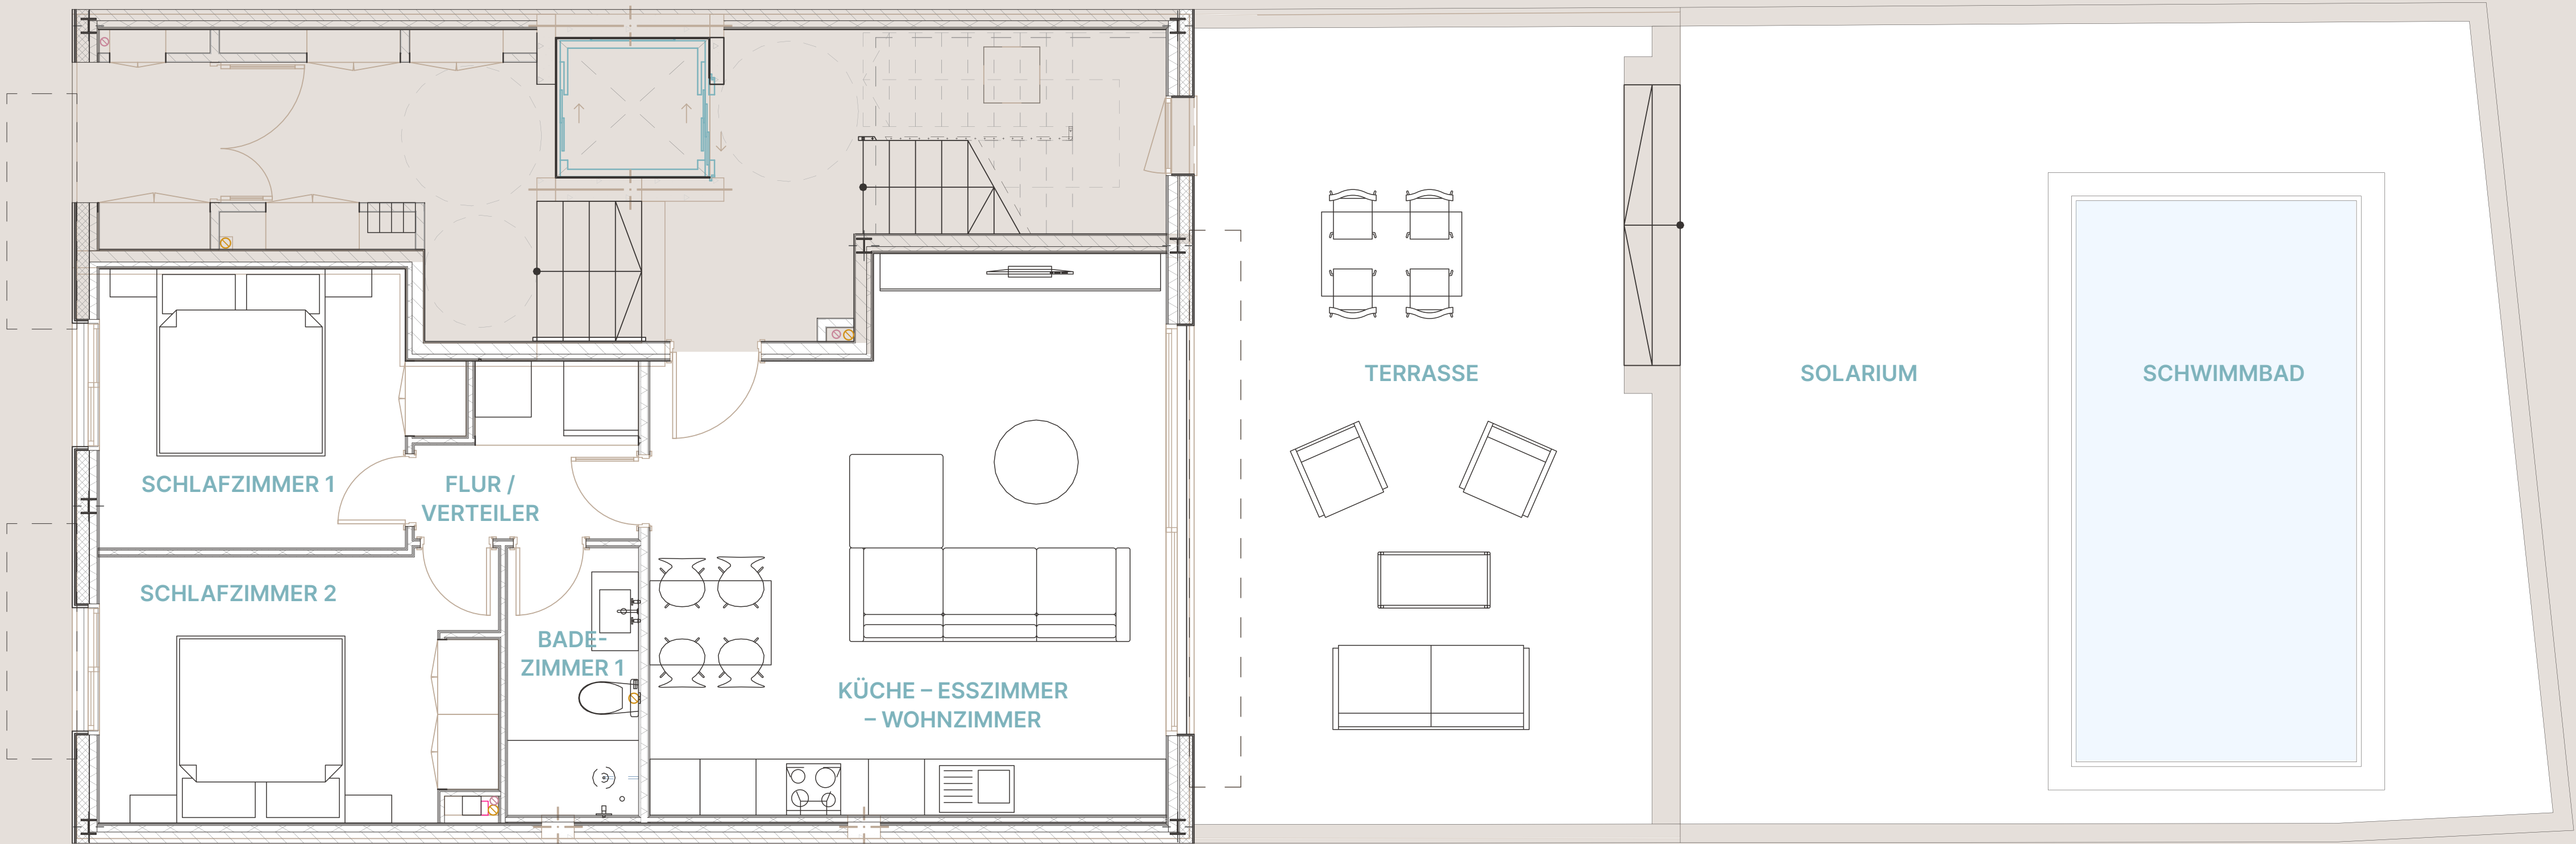 TERRASSE
SOLARIUM
SCHWIMMBAD
SCHLAFZIMMER 1
FLUR /
VERTEILER
SCHLAFZIMMER 2
BADE-
ZIMMER 1
KÜCHE – ESSZIMMER
– WOHNZIMMER